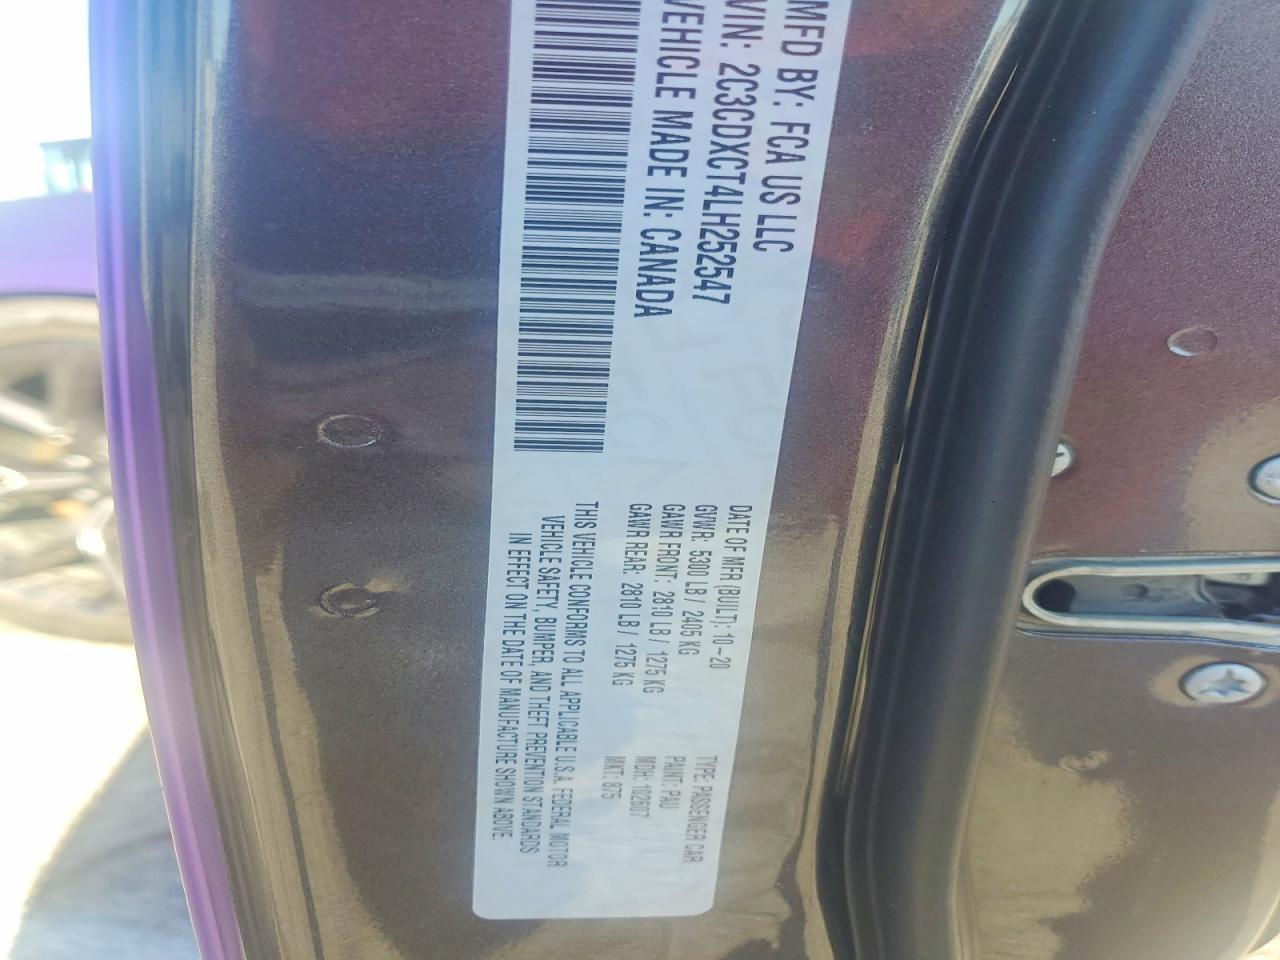 MFD BY: FCA US LLC
VIN: 2C3CDXCT4LH252547
VEHICLE MADE IN: CANADA
DATE OF MFR (BUILT): 10-20
GVWR: 5300 LB / 2405 KG
GAWR FRONT: 2810 LB / 1275 KG
GAWR REAR: 2810 LB / 1275 KG
THIS VEHICLE CONFORMS TO ALL APPLICABLE U.S.A. FEDERAL MOTOR
VEHICLE SAFETY, BUMPER, AND THEFT PREVENTION STANDARDS
IN EFFECT ON THE DATE OF MANUFACTURE SHOWN ABOVE.
TYPE: PASSENGER CAR
PAINT: PAU
MDH: 102607
MKT: 875